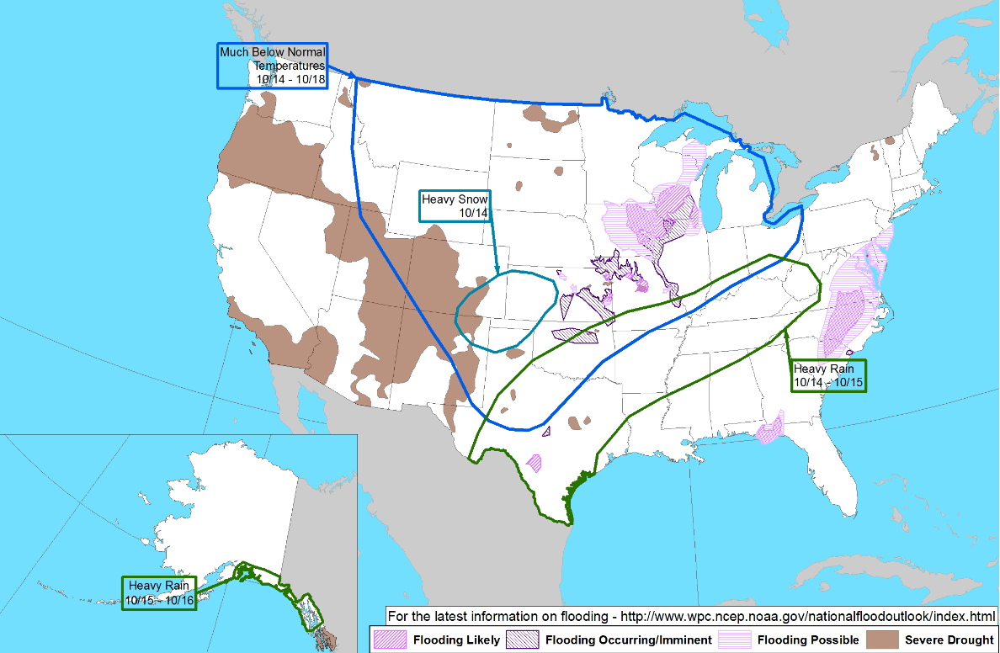 Much Below Normal
Temperatures
10/14 - 10/18
Heavy Snow
10/14
Heavy Rain
10/14 - 10/15
Heavy Rain
10/15 - 10/16
For the latest information on flooding - http://www.wpc.ncep.noaa.gov/nationalfloodoutlook/index.html
Flooding Likely
Flooding Occurring/Imminent
Flooding Possible
Severe Drought